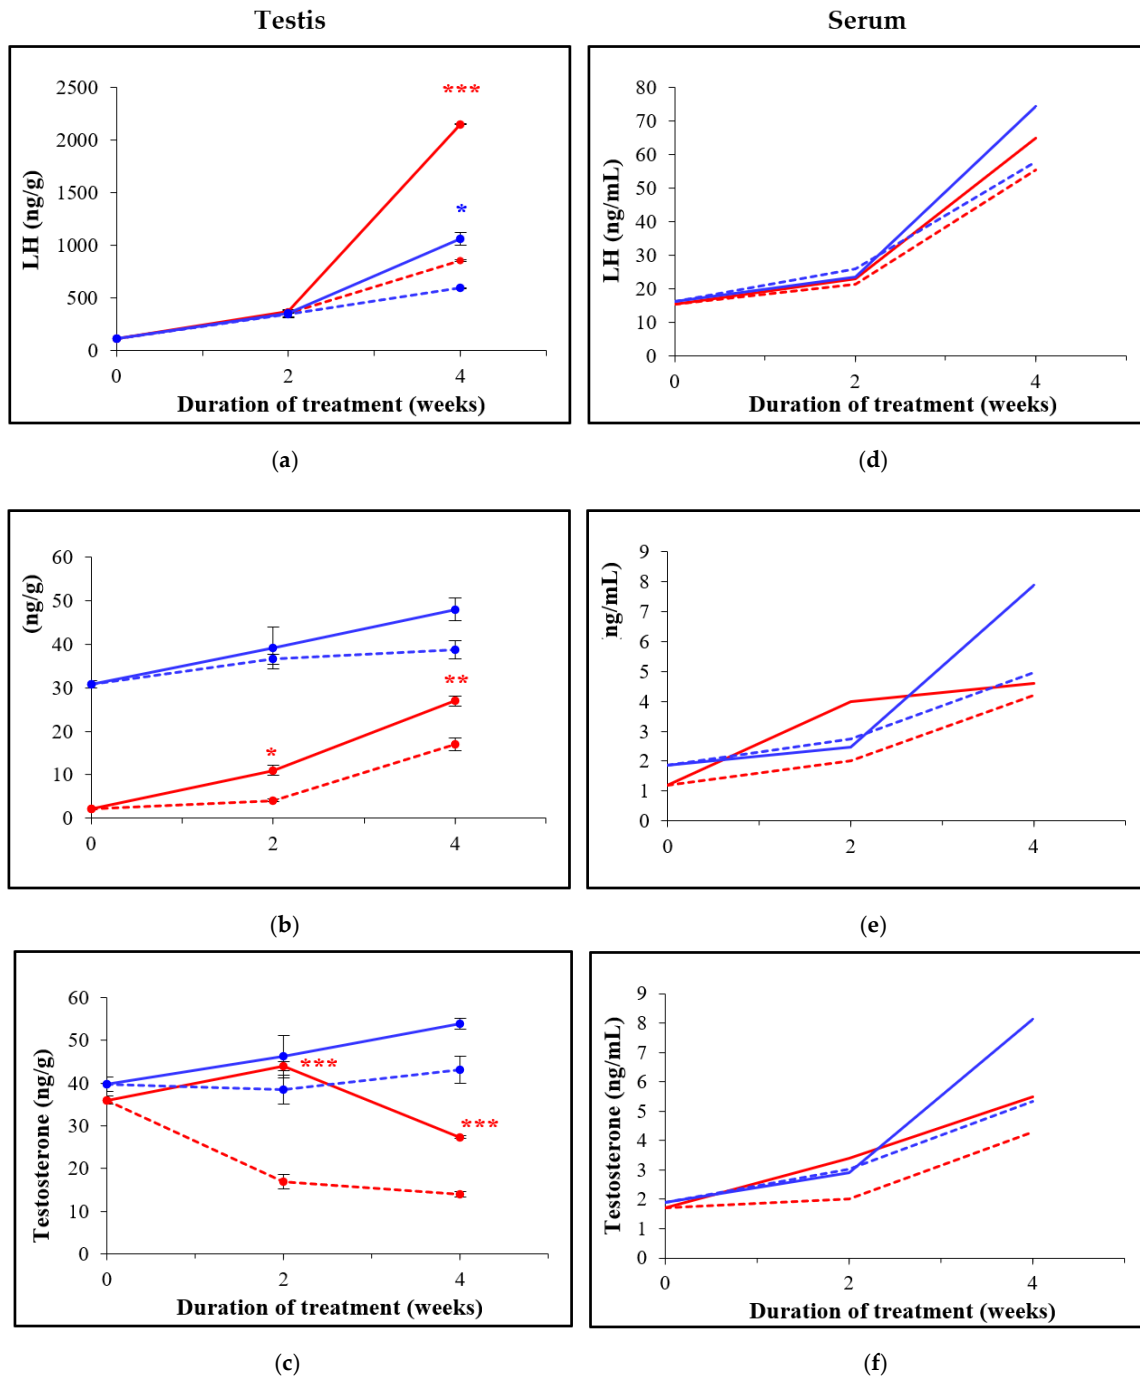 Testis
Serum
2500
2000
1500
1000
500
0
0 2 4
LH (ng/g)
Duration of treatment (weeks)
***
*
(a)
80
70
60
50
40
30
20
10
0
0 2 4
LH (ng/mL)
Duration of treatment (weeks)
(d)
60
50
40
30
20
10
0
0 2 4
(ng/g)
*
**
(b)
9
8
7
6
5
4
3
2
1
0
0 2 4
ng/mL)
(e)
60
50
40
30
20
10
0
0 2 4
Testosterone (ng/g)
Duration of treatment (weeks)
***
***
(c)
9
8
7
6
5
4
3
2
1
0
0 2 4
Testosterone (ng/mL)
Duration of treatment (weeks)
(f)